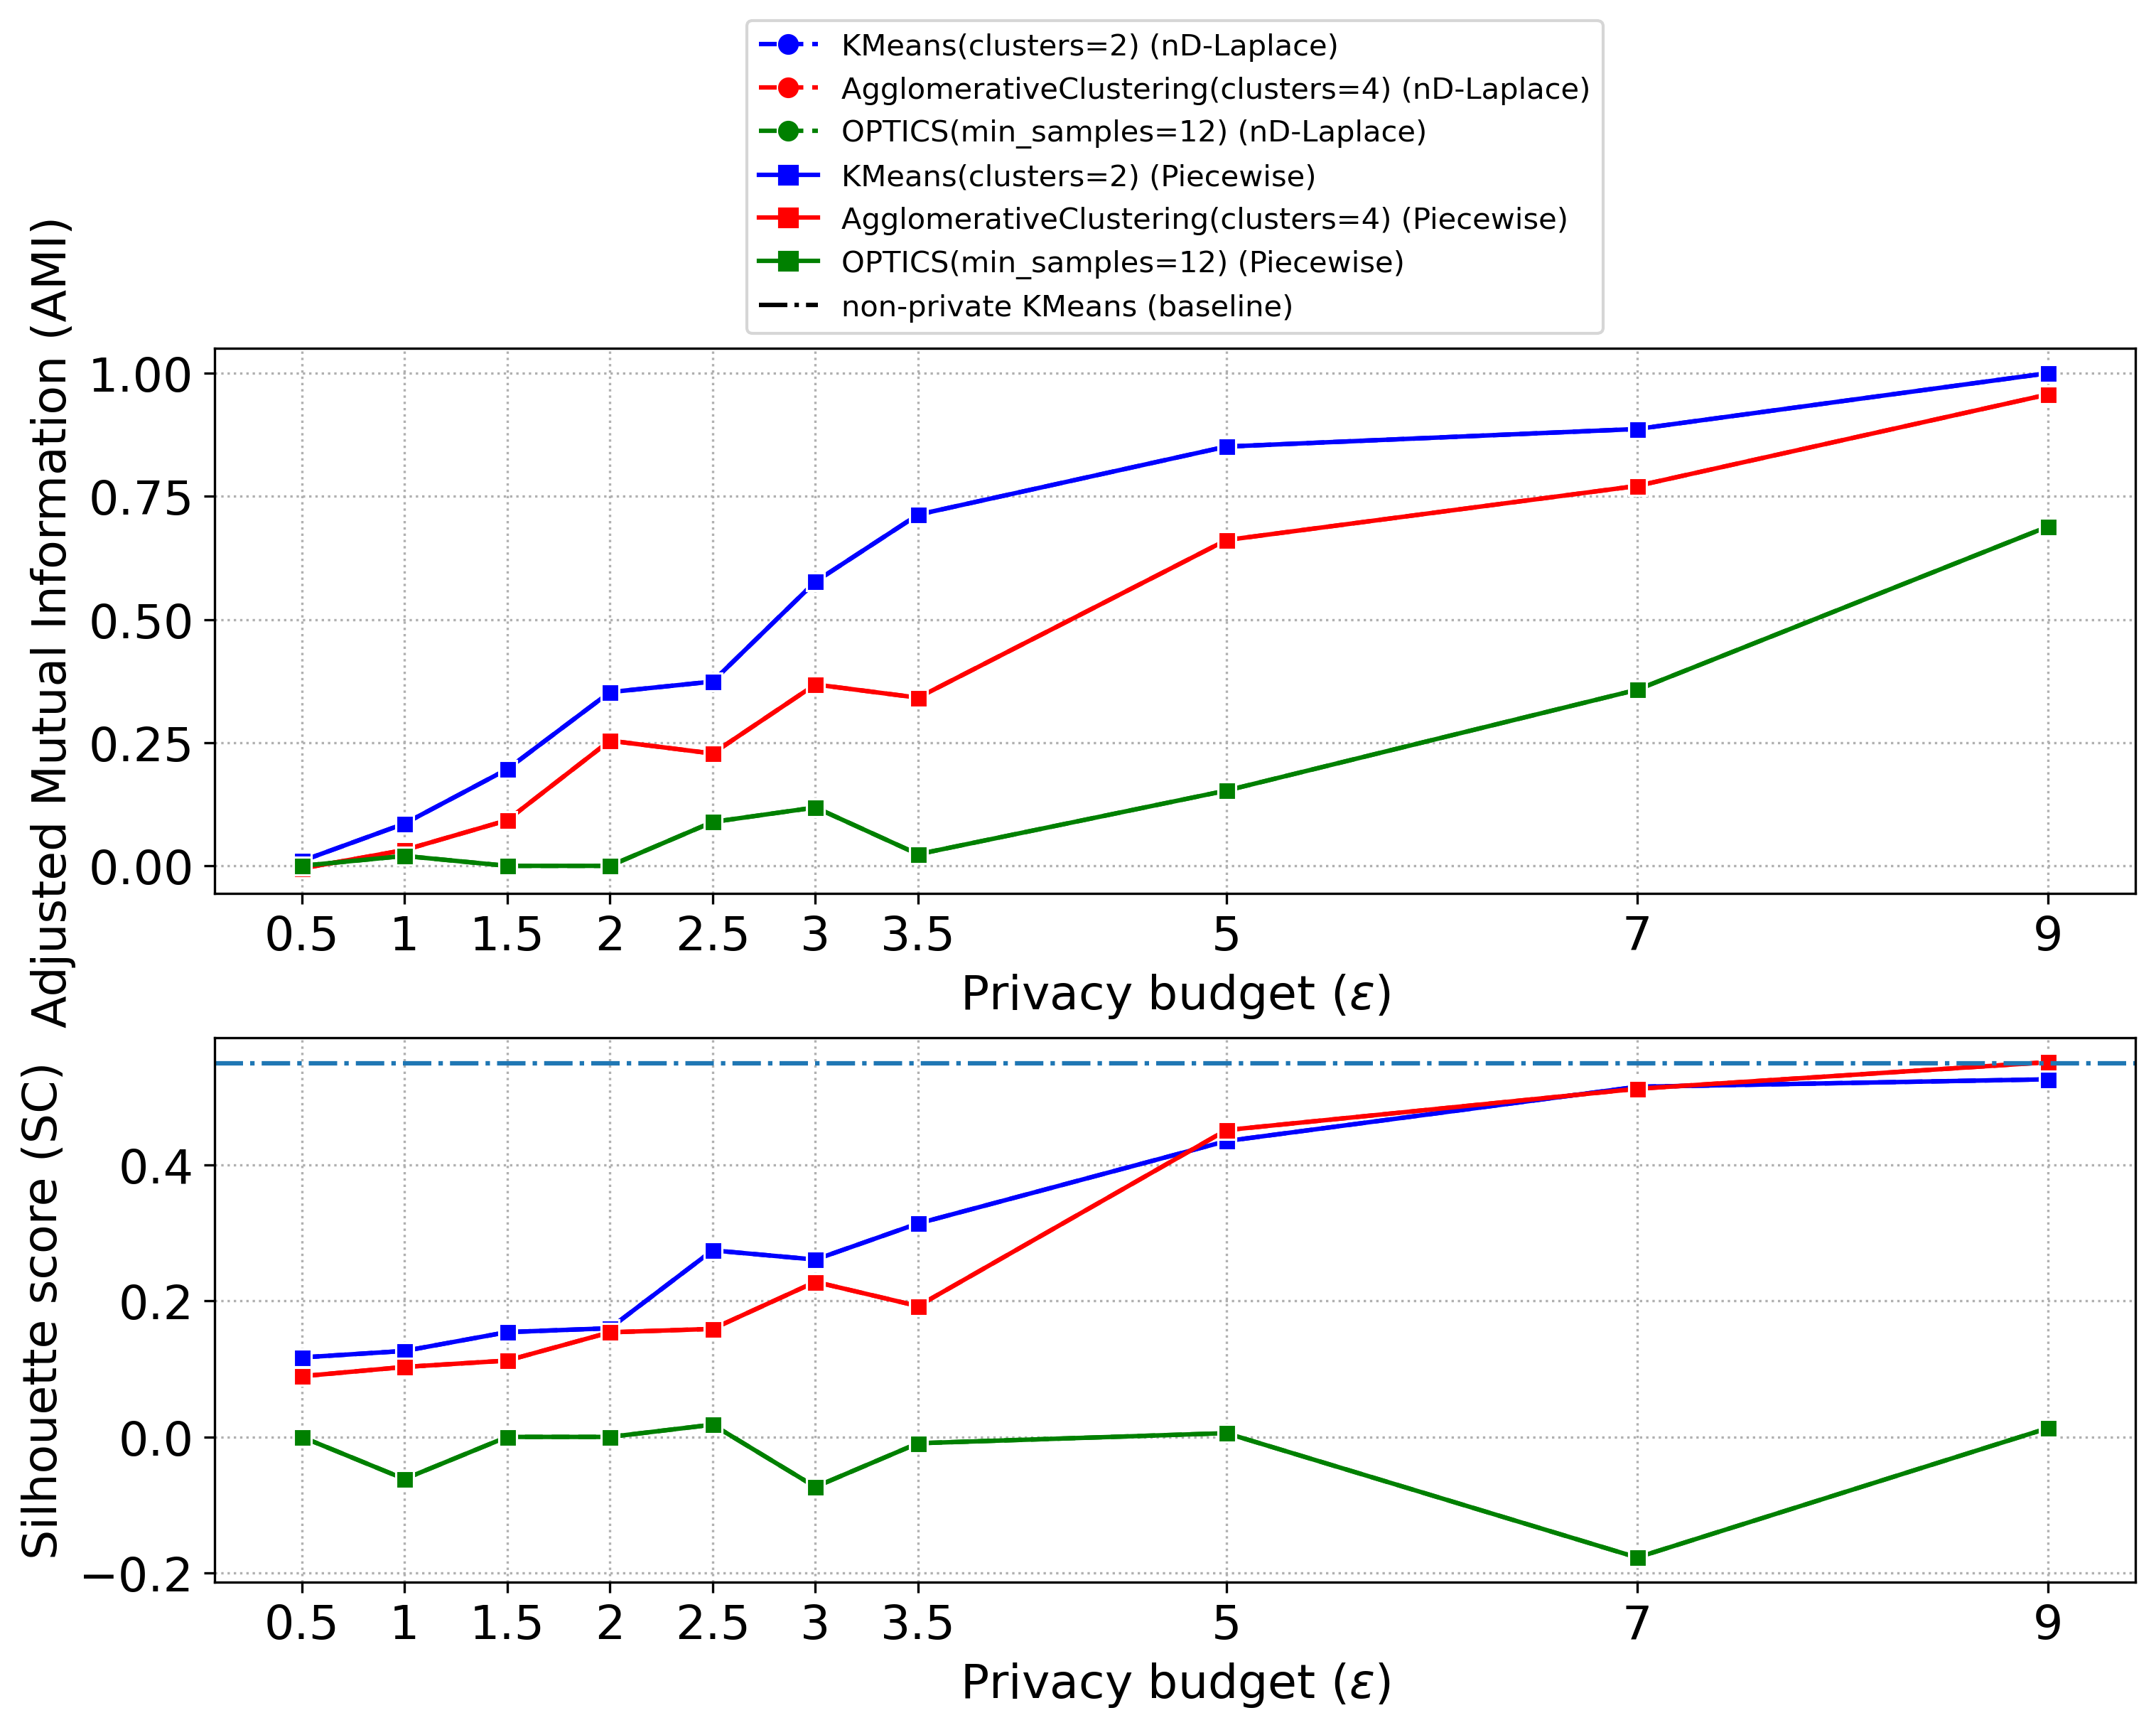 KMeans(clusters=2) (nD-Laplace)
AgglomerativeClustering(clusters=4) (nD-Laplace)
OPTICS(min_samples=12) (nD-Laplace)
KMeans(clusters=2) (Piecewise)
AgglomerativeClustering(clusters=4) (Piecewise)
OPTICS(min_samples=12) (Piecewise)
non-private KMeans (baseline)
Adjusted Mutual Information (AMI)
1.00
0.75
0.50
0.25
0.00
0.5 1 1.5 2 2.5 3 3.5 5 7 9
Privacy budget (ε)
Silhouette score (SC)
0.4
0.2
0.0
−0.2
0.5 1 1.5 2 2.5 3 3.5 5 7 9
Privacy budget (ε)